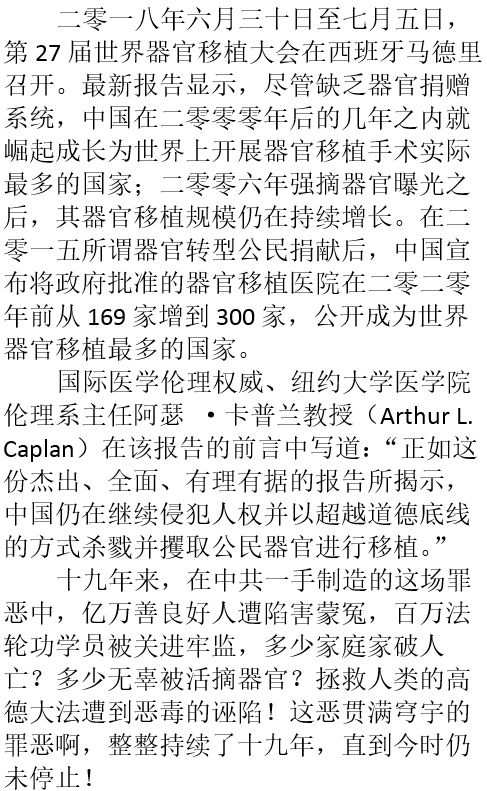 二零一八年六月三十日至七月五日，
第 27 届世界器官移植大会在西班牙马德里
召开。最新报告显示，尽管缺乏器官捐赠
系统，中国在二零零零年后的几年之内就
崛起成长为世界上开展器官移植手术实际
最多的国家；二零零六年强摘器官曝光之
后，其器官移植规模仍在持续增长。在二
零一五所谓器官转型公民捐献后，中国宣
布将政府批准的器官移植医院在二零二零
年前从 169 家增到 300 家，公开成为世界
器官移植最多的国家。
国际医学伦理权威、纽约大学医学院
伦理系主任阿瑟 •卡普兰教授（Arthur L.
Caplan）在该报告的前言中写道：“正如这
份杰出、全面、有理有据的报告所揭示，
中国仍在继续侵犯人权并以超越道德底线
的方式杀戮并攫取公民器官进行移植。”
十九年来，在中共一手制造的这场罪
恶中，亿万善良好人遭陷害蒙冤，百万法
轮功学员被关进牢监，多少家庭家破人
亡？多少无辜被活摘器官？拯救人类的高
德大法遭到恶毒的诬陷！这恶贯满穹宇的
罪恶啊，整整持续了十九年，直到今时仍
未停止！